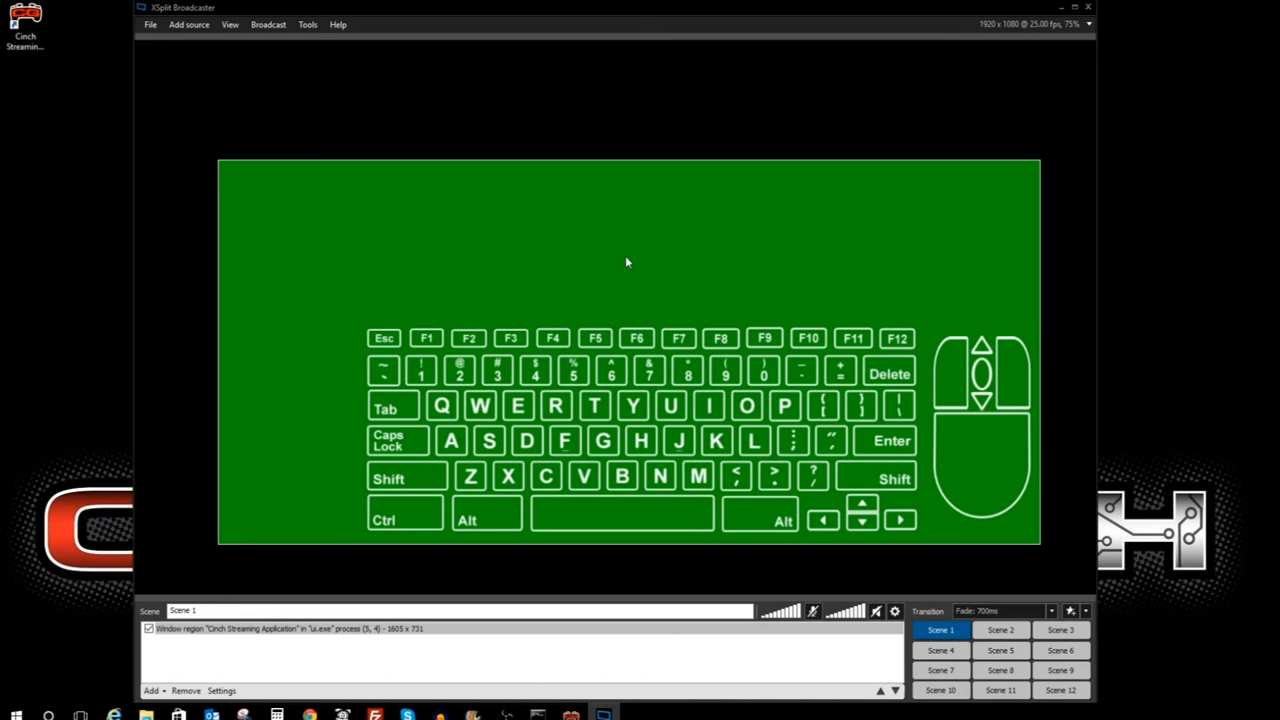 XSplit Broadcaster
File Add source View Broadcast Tools Help
1920 x 1080 @ 25.00 fps, 75%
CG
Cinch
Streamin...
Esc F1 F2 F3 F4 F5 F6 F7 F8 F9 F10 F11 F12
~ ! @ # $ % ^ & * ( ) _ +
` 1 2 3 4 5 6 7 8 9 0 - = Delete
Tab Q W E R T Y U I O P { [ } ] | \
Caps Lock A S D F G H J K L : ; " ' Enter
Shift Z X C V B N M < , > . ? / Shift
Ctrl Alt Alt
C H
Scene Scene 1
Transition Fade: 700ms
Window region "Cinch Streaming Application" in "ui.exe" process (5, 4) - 1605 x 731
Scene 1 Scene 2 Scene 3
Scene 4 Scene 5 Scene 6
Scene 7 Scene 8 Scene 9
Scene 10 Scene 11 Scene 12
Add Remove Settings